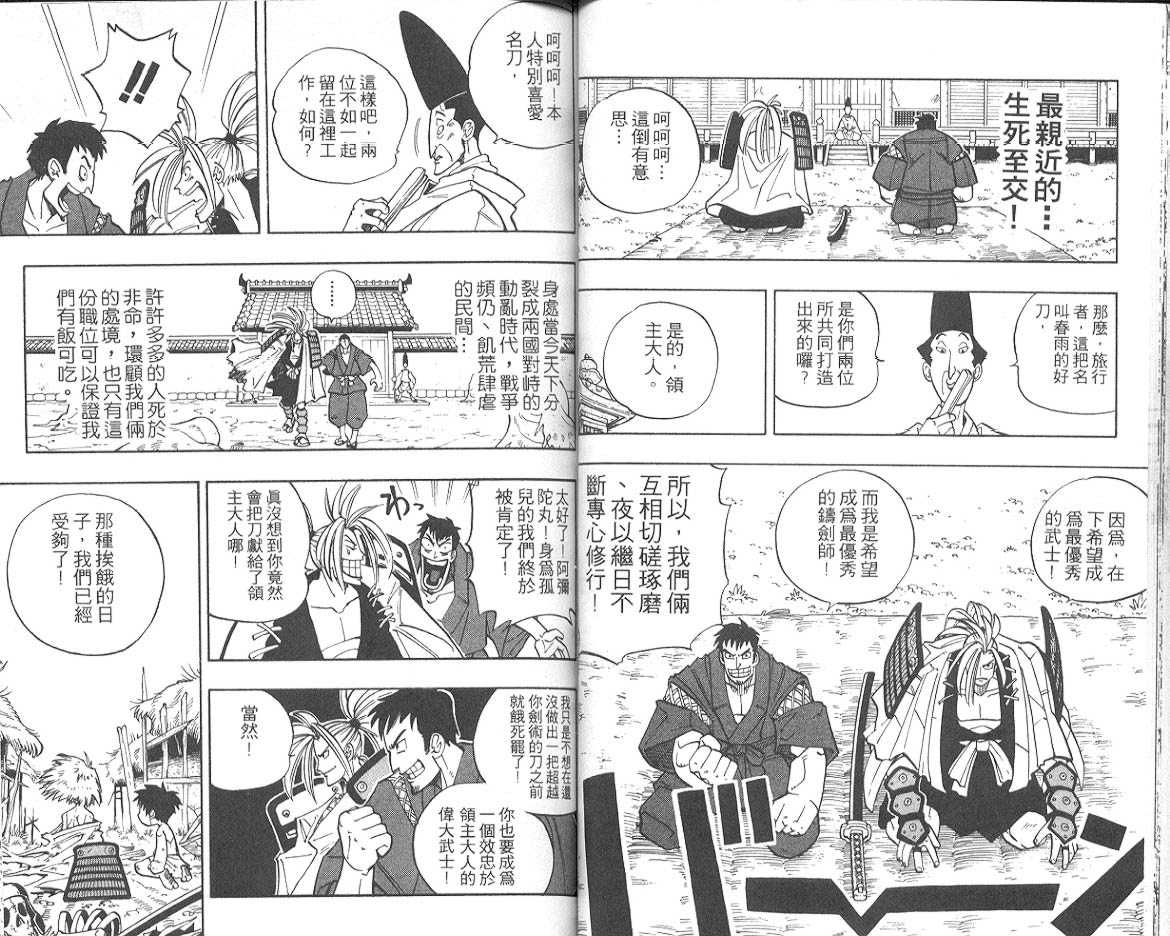 最親近的…
生死至交！
呵呵呵…
這倒有意
思…
那麼，旅行
者，這把名
叫春雨的好
刀，
是你們兩位
所共同打造
出來的囉？
是的，領
主大人。
因為，在
下希望成
為最優秀
的武士！
而我是希望
成為最優秀
的鑄劍師！
所以，我們倆
互相切磋琢磨
、夜以繼日不
斷專心修行！
呵呵呵—本
人特別喜愛
名刀，
這樣吧，兩
位不如一起
留在這裡工
作，如何？
!!
身處當今天下分
裂成兩國對峙的
動亂時代，戰爭
頻仍、飢荒肆虐
的民間…
……
許許多多的人死於
非命，環顧我們倆
的處境，也只有這
份職位可以保證我
們有飯可吃。
太好了！阿彌
陀丸！身為孤
兒的我們終於
被肯定了！
わっ
真沒想到你竟然
會把刀獻給了領
主大人哪！
那種挨餓的日
子，我們已經
受夠了！
我只是不想在還
沒做出一把超越
你劍術的刀之前
就餓死罷了！
你也要成為
一個效忠於
領主大人的
偉大武士！
當然！